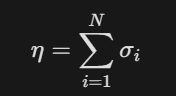 η = ∑_{i=1}^{N} σ_i